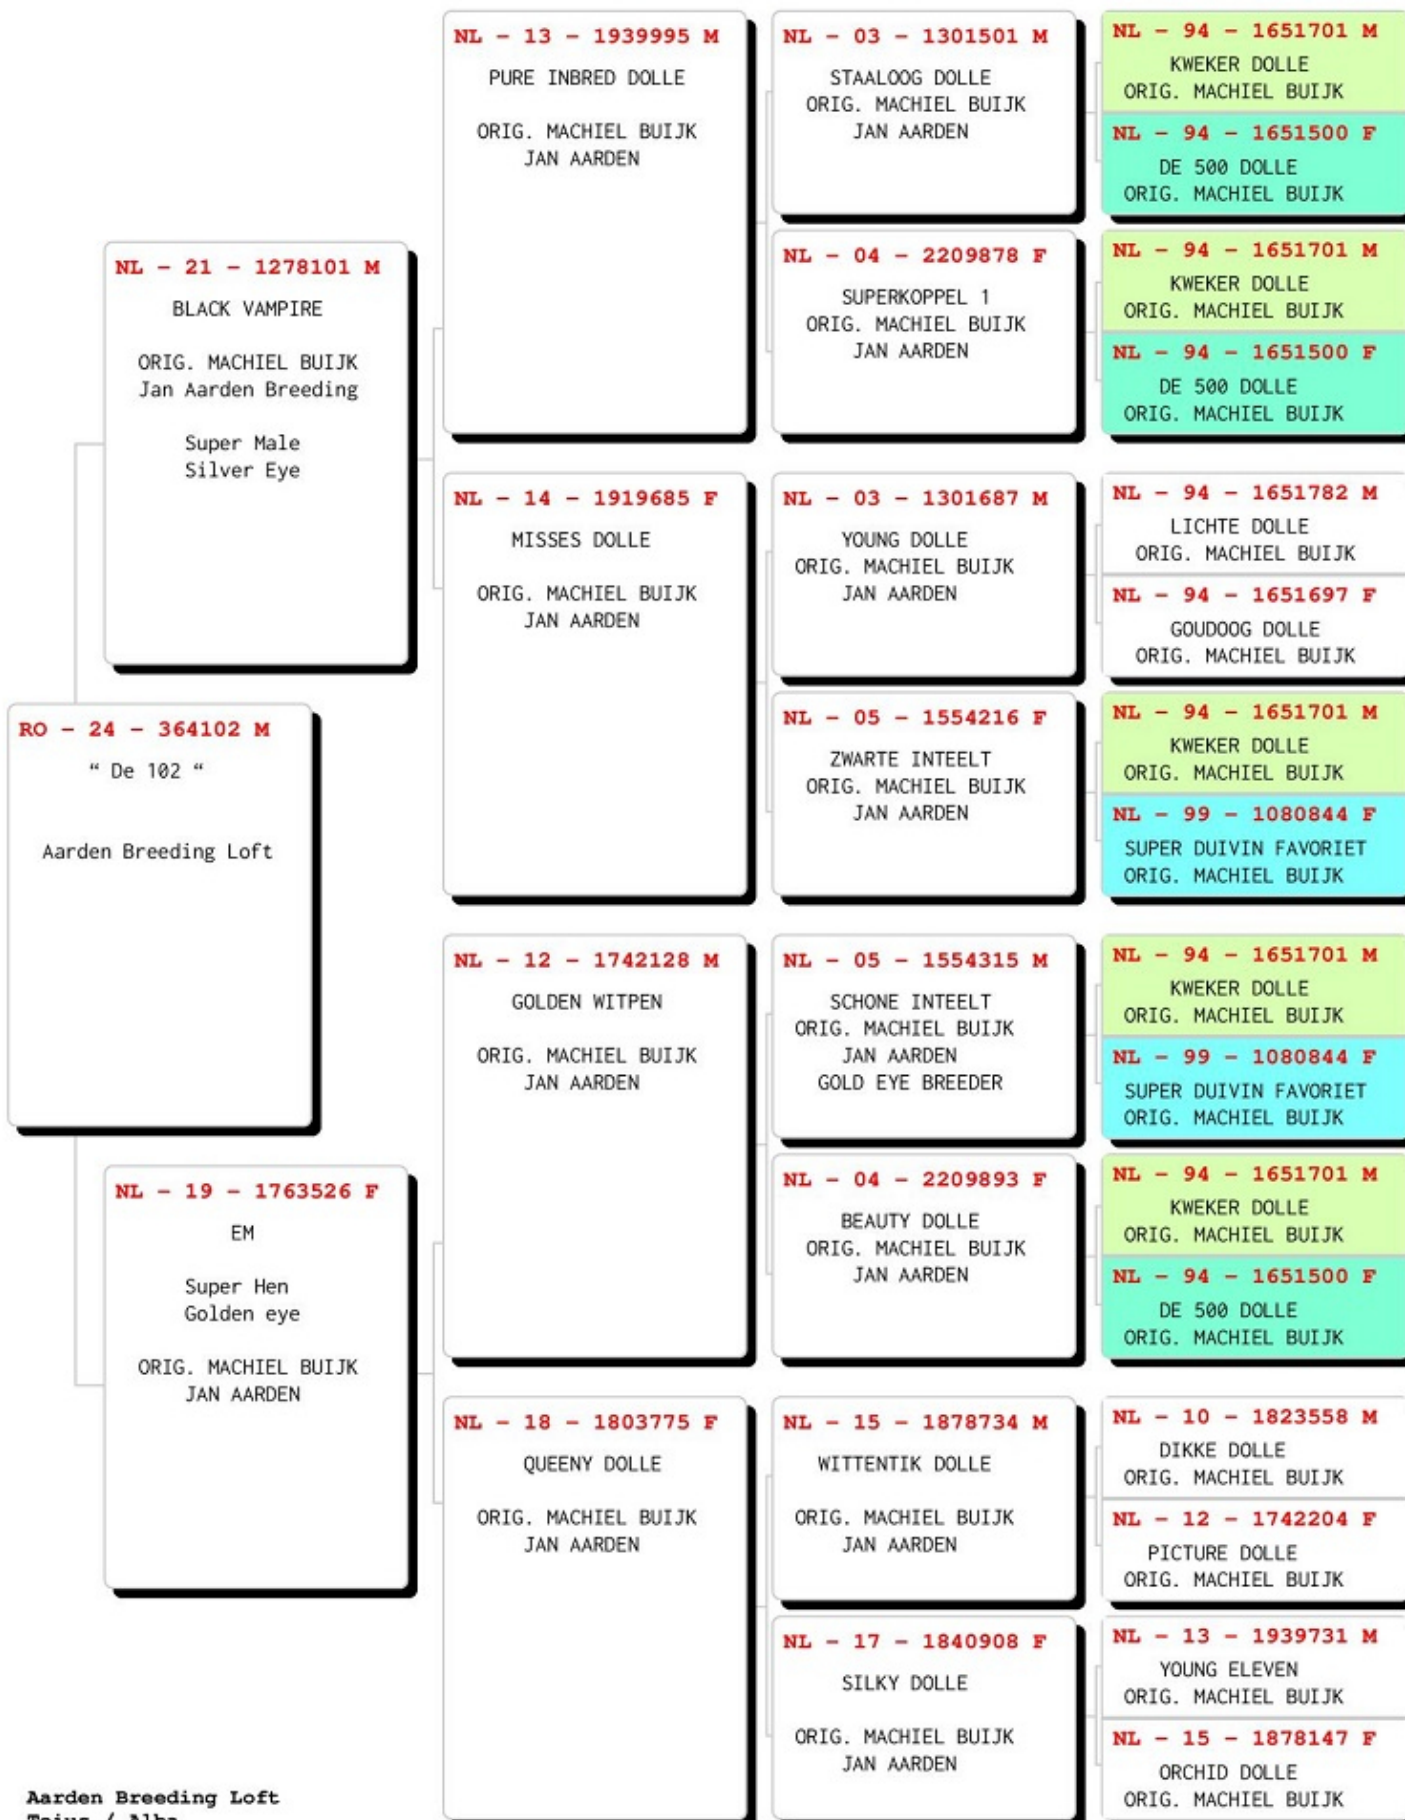 RO - 24 - 364102 M
“ De 102 “
Aarden Breeding Loft
NL - 21 - 1278101 M
BLACK VAMPIRE
ORIG. MACHIEL BUIJK
Jan Aarden Breeding
Super Male
Silver Eye
NL - 19 - 1763526 F
EM
Super Hen
Golden eye
ORIG. MACHIEL BUIJK
JAN AARDEN
NL - 13 - 1939995 M
PURE INBRED DOLLE
ORIG. MACHIEL BUIJK
JAN AARDEN
NL - 14 - 1919685 F
MISSES DOLLE
ORIG. MACHIEL BUIJK
JAN AARDEN
NL - 12 - 1742128 M
GOLDEN WITPEN
ORIG. MACHIEL BUIJK
JAN AARDEN
NL - 18 - 1803775 F
QUEENY DOLLE
ORIG. MACHIEL BUIJK
JAN AARDEN
NL - 03 - 1301501 M
STAALOOG DOLLE
ORIG. MACHIEL BUIJK
JAN AARDEN
NL - 04 - 2209878 F
SUPERKOPPEL 1
ORIG. MACHIEL BUIJK
JAN AARDEN
NL - 03 - 1301687 M
YOUNG DOLLE
ORIG. MACHIEL BUIJK
JAN AARDEN
NL - 05 - 1554216 F
ZWARTE INTEELT
ORIG. MACHIEL BUIJK
JAN AARDEN
NL - 05 - 1554315 M
SCHONE INTEELT
ORIG. MACHIEL BUIJK
JAN AARDEN
GOLD EYE BREEDER
NL - 04 - 2209893 F
BEAUTY DOLLE
ORIG. MACHIEL BUIJK
JAN AARDEN
NL - 15 - 1878734 M
WITTENTIK DOLLE
ORIG. MACHIEL BUIJK
JAN AARDEN
NL - 17 - 1840908 F
SILKY DOLLE
ORIG. MACHIEL BUIJK
JAN AARDEN
NL - 94 - 1651701 M
KWEKER DOLLE
ORIG. MACHIEL BUIJK
NL - 94 - 1651500 F
DE 500 DOLLE
ORIG. MACHIEL BUIJK
NL - 94 - 1651701 M
KWEKER DOLLE
ORIG. MACHIEL BUIJK
NL - 94 - 1651500 F
DE 500 DOLLE
ORIG. MACHIEL BUIJK
NL - 94 - 1651782 M
LICHTE DOLLE
ORIG. MACHIEL BUIJK
NL - 94 - 1651697 F
GOUDOOG DOLLE
ORIG. MACHIEL BUIJK
NL - 94 - 1651701 M
KWEKER DOLLE
ORIG. MACHIEL BUIJK
NL - 99 - 1080844 F
SUPER DUIVIN FAVORIET
ORIG. MACHIEL BUIJK
NL - 94 - 1651701 M
KWEKER DOLLE
ORIG. MACHIEL BUIJK
NL - 99 - 1080844 F
SUPER DUIVIN FAVORIET
ORIG. MACHIEL BUIJK
NL - 94 - 1651701 M
KWEKER DOLLE
ORIG. MACHIEL BUIJK
NL - 94 - 1651500 F
DE 500 DOLLE
ORIG. MACHIEL BUIJK
NL - 10 - 1823558 M
DIKKE DOLLE
ORIG. MACHIEL BUIJK
NL - 12 - 1742204 F
PICTURE DOLLE
ORIG. MACHIEL BUIJK
NL - 13 - 1939731 M
YOUNG ELEVEN
ORIG. MACHIEL BUIJK
NL - 15 - 1878147 F
ORCHID DOLLE
ORIG. MACHIEL BUIJK
Aarden Breeding Loft